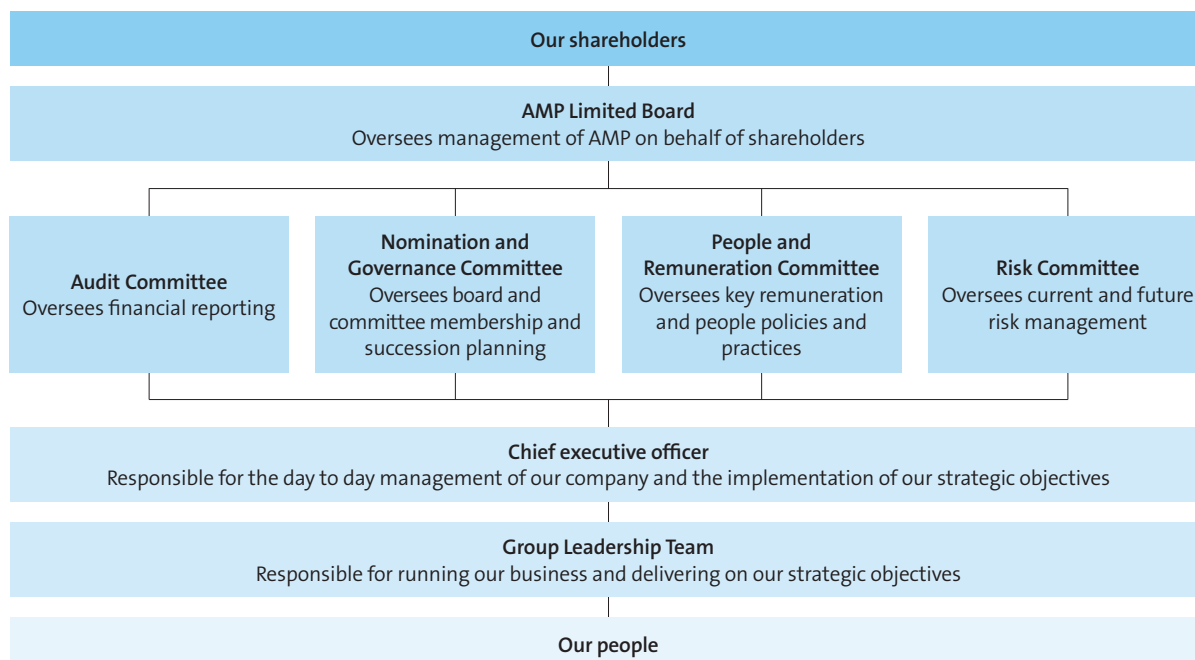 Our shareholders
AMP Limited Board
Oversees management of AMP on behalf of shareholders
Audit Committee
Oversees financial reporting
Nomination and
Governance Committee
Oversees board and
committee membership and
succession planning
People and
Remuneration Committee
Oversees key remuneration
and people policies and
practices
Risk Committee
Oversees current and future
risk management
Chief executive officer
Responsible for the day to day management of our company and the implementation of our strategic objectives
Group Leadership Team
Responsible for running our business and delivering on our strategic objectives
Our people